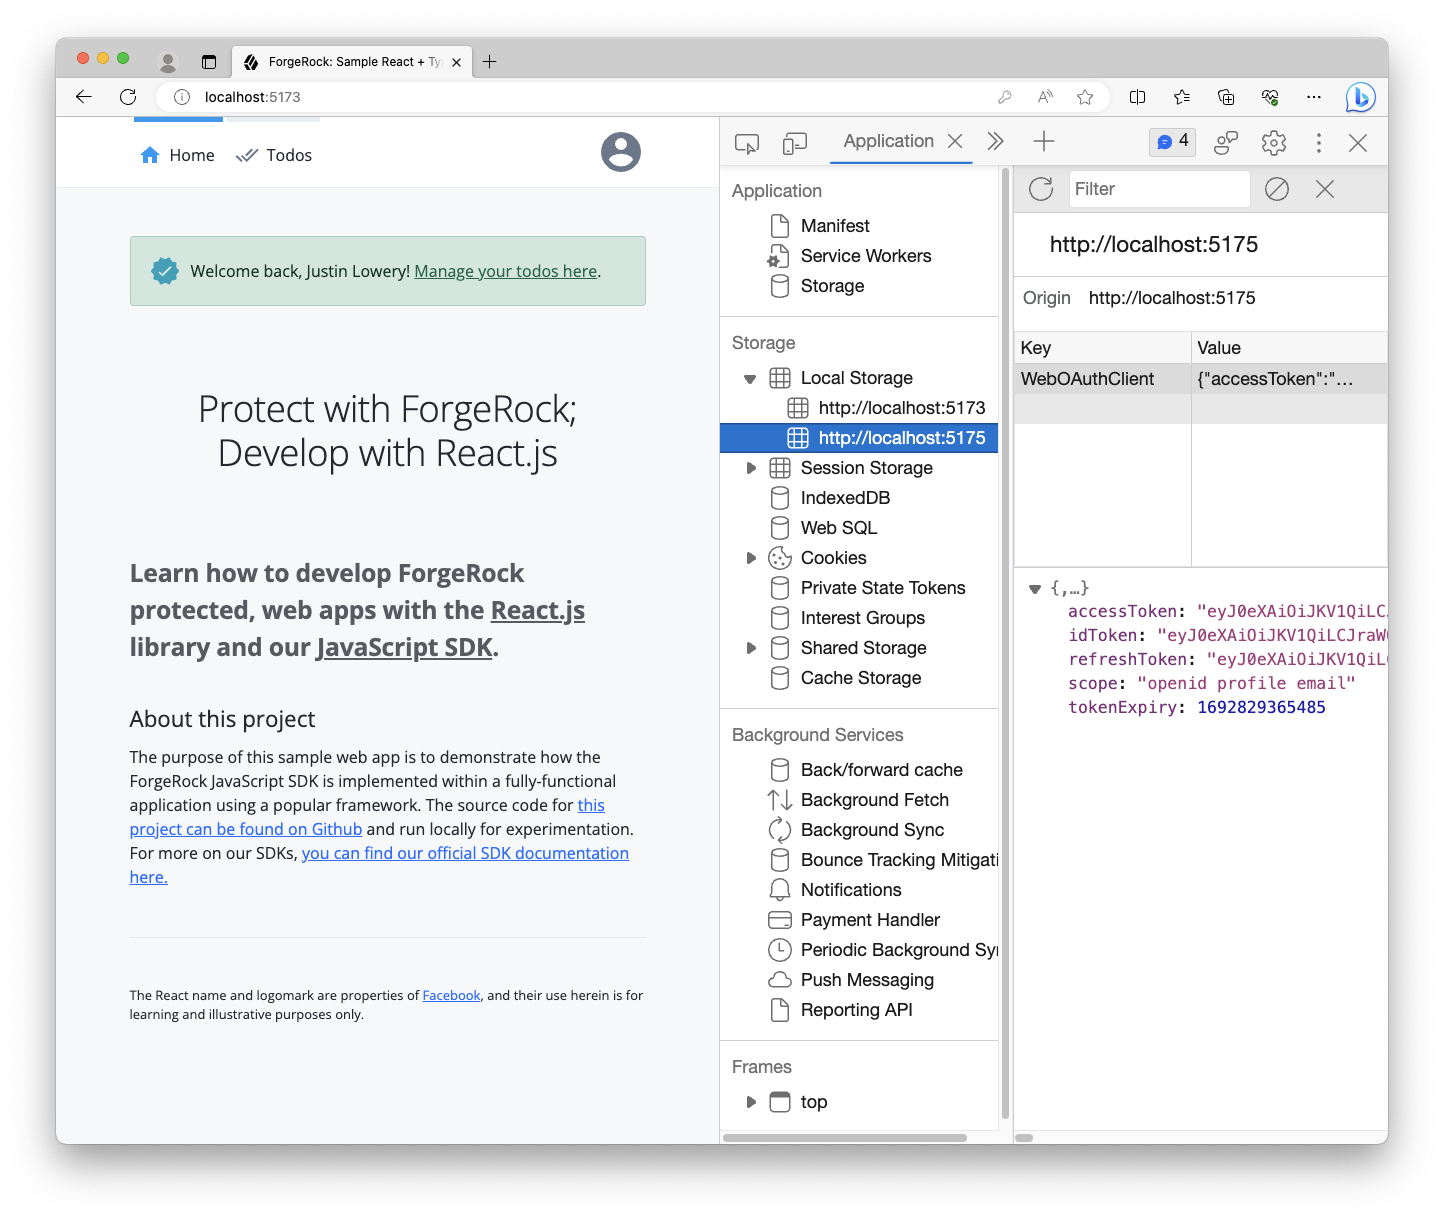 ForgeRock: Sample React + Ty
localhost:5173
Home
Todos
Welcome back, Justin Lowery! Manage your todos here.
Protect with ForgeRock;
Develop with React.js
Learn how to develop ForgeRock
protected, web apps with the React.js
library and our JavaScript SDK.
About this project
The purpose of this sample web app is to demonstrate how the
ForgeRock JavaScript SDK is implemented within a fully-functional
application using a popular framework. The source code for this
project can be found on Github and run locally for experimentation.
For more on our SDKs, you can find our official SDK documentation
here.
The React name and logomark are properties of Facebook, and their use herein is for
learning and illustrative purposes only.
Application
4
Application
Manifest
Service Workers
Storage
Storage
Local Storage
http://localhost:5173
http://localhost:5175
Session Storage
IndexedDB
Web SQL
Cookies
Private State Tokens
Interest Groups
Shared Storage
Cache Storage
Background Services
Back/forward cache
Background Fetch
Background Sync
Bounce Tracking Mitigati
Notifications
Payment Handler
Periodic Background Syn
Push Messaging
Reporting API
Frames
top
Filter
http://localhost:5175
Origin http://localhost:5175
Key Value
WebOAuthClient {"accessToken":"…
{,…}
accessToken: "eyJ0eXAiOiJKV1QiLC
idToken: "eyJ0eXAiOiJKV1QiLCJraW
refreshToken: "eyJ0eXAiOiJKV1QiL
scope: "openid profile email"
tokenExpiry: 1692829365485